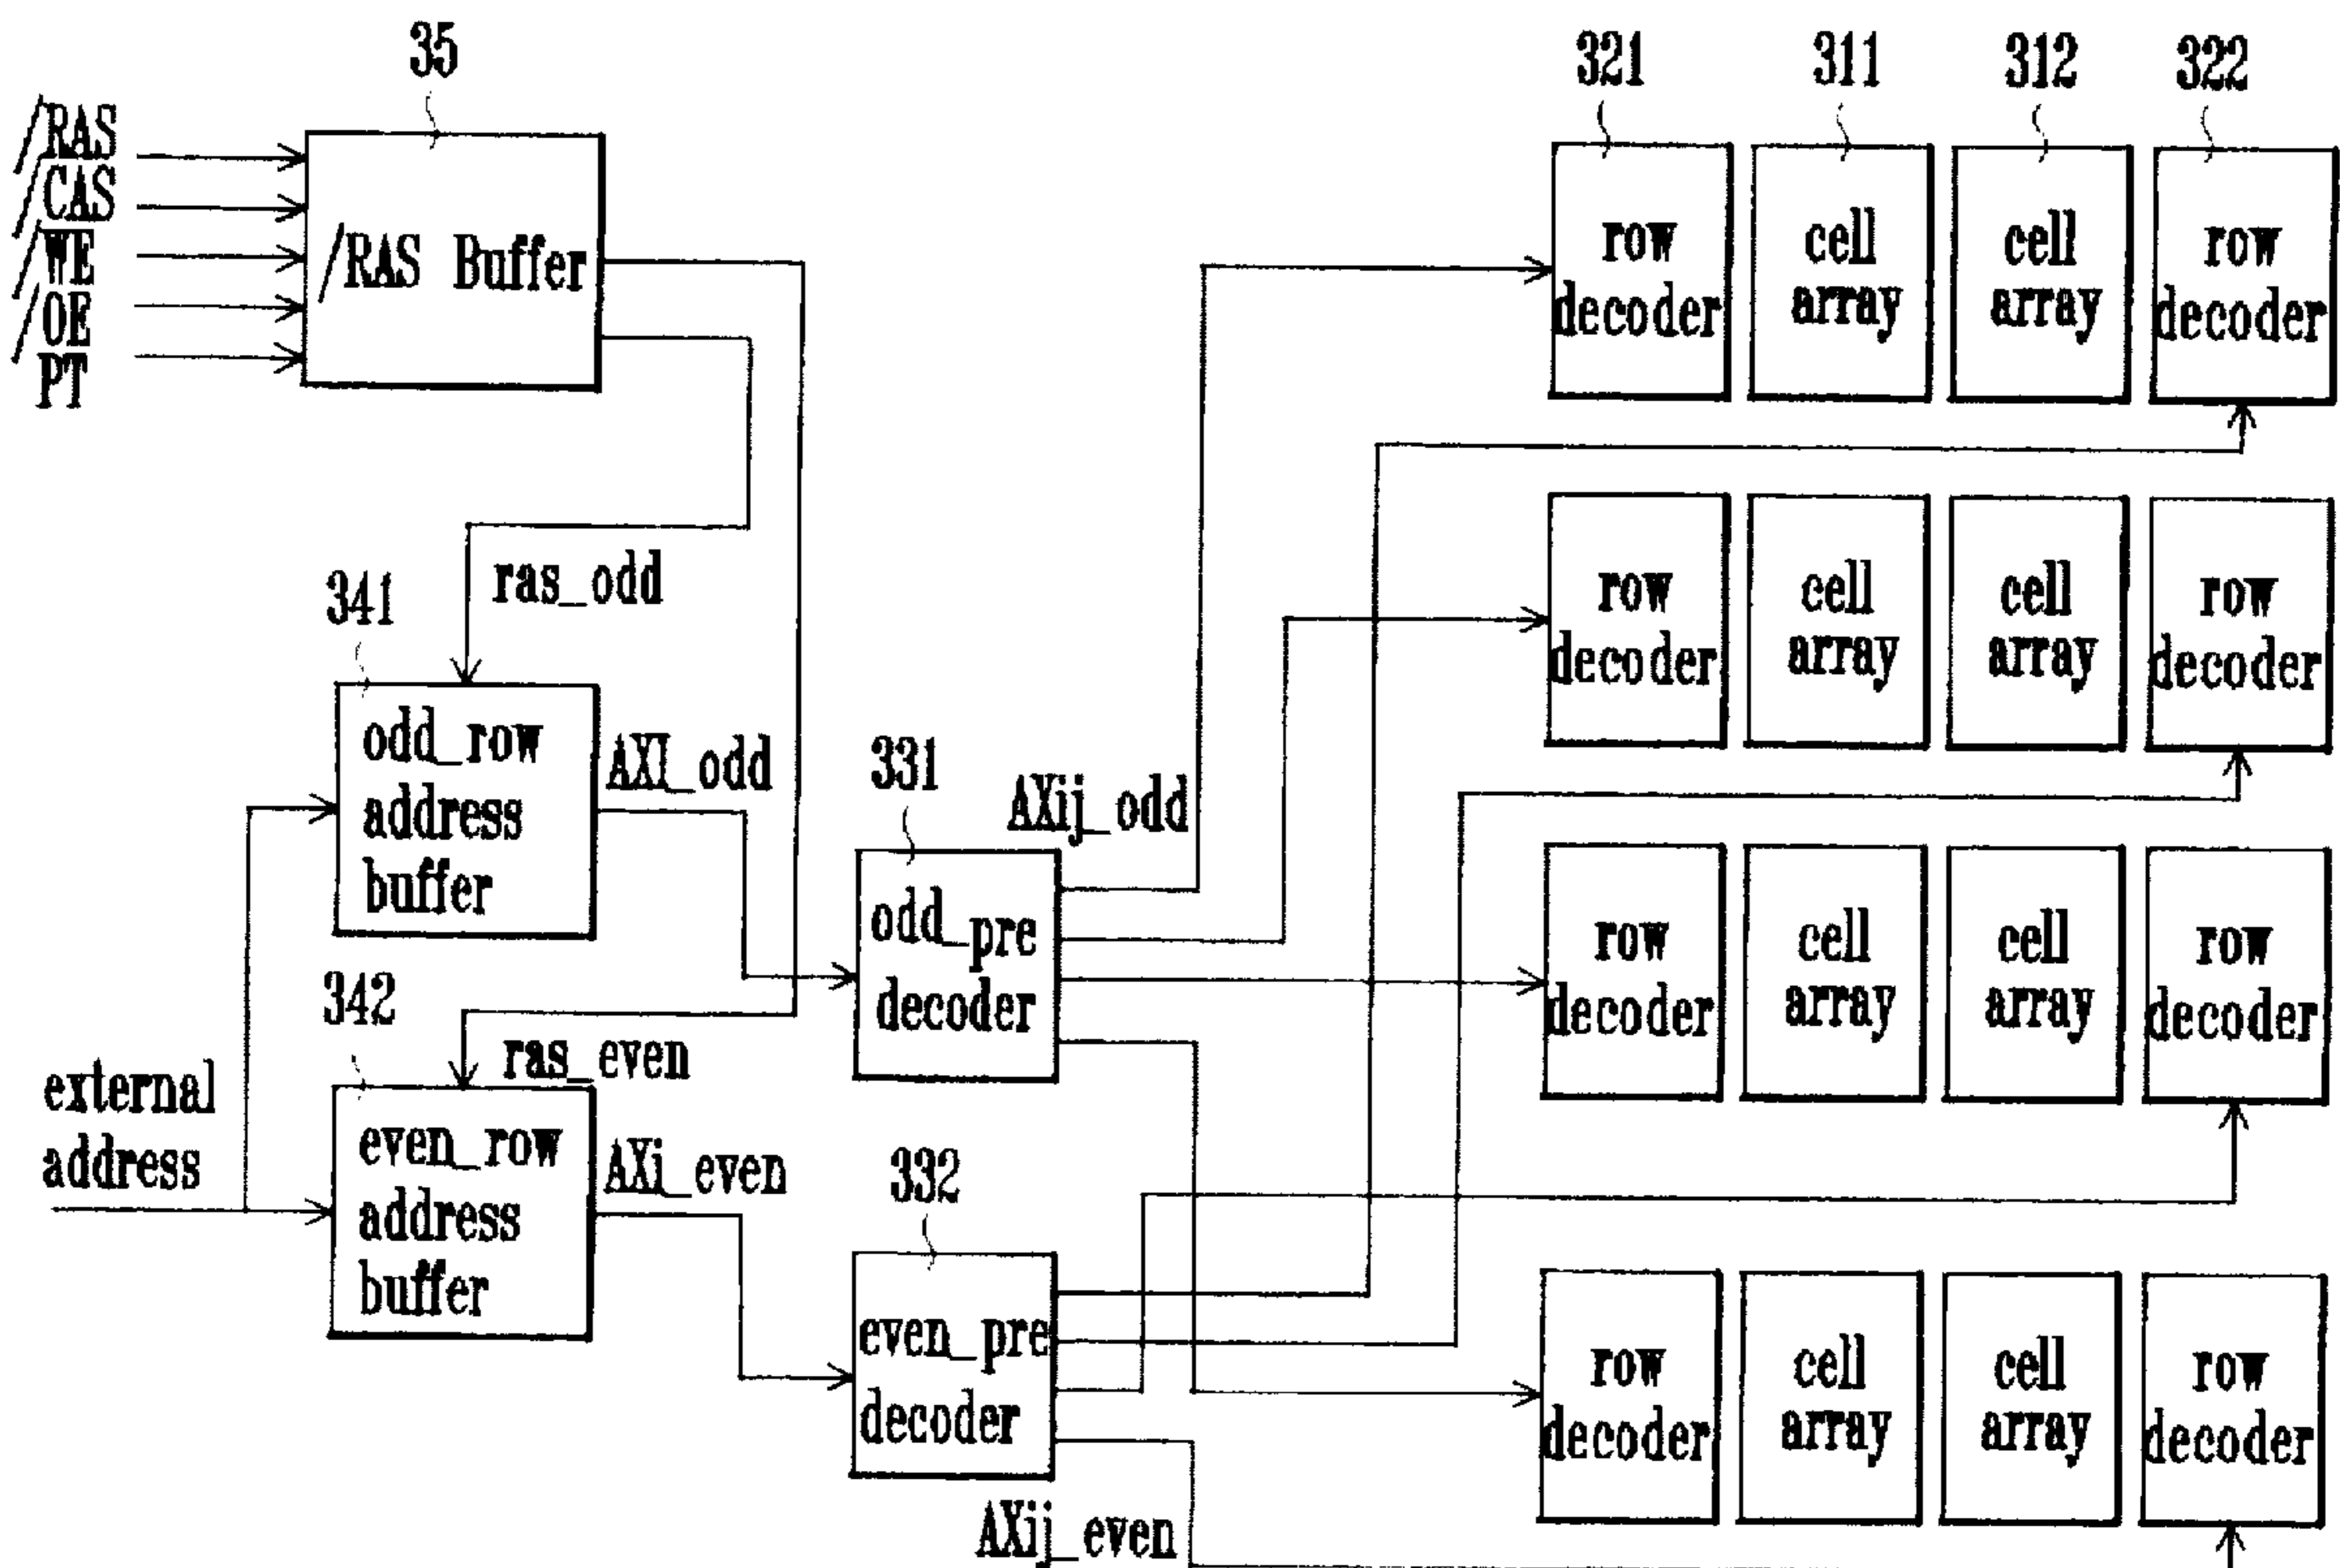 35
321
311
312
322
/RAS
/CAS
/WE
/OE
PT
/RAS Buffer
row
decoder
cell
array
cell
array
row
decoder
ras_odd
341
row
decoder
cell
array
cell
array
row
decoder
odd_row
address
buffer
AXI_odd
331
AXij_odd
odd_pre
decoder
row
decoder
cell
array
cell
array
row
decoder
342
ras_even
external
address
even_row
address
buffer
AXi_even
332
even_pre
decoder
row
decoder
cell
array
cell
array
row
decoder
AXij_even